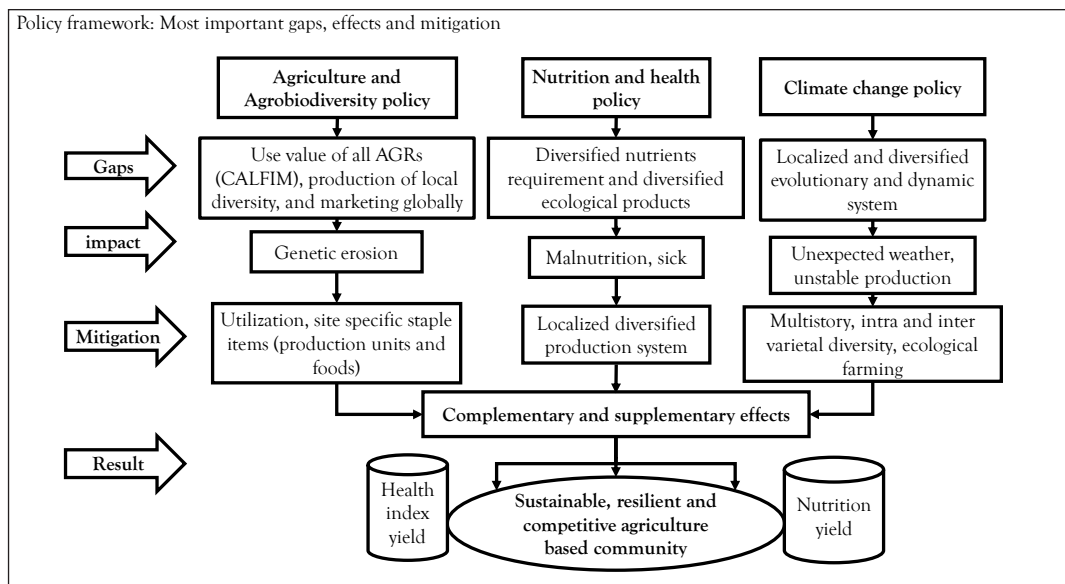 Policy framework: Most important gaps, effects and mitigation
Agriculture and
Agrobiodiversity policy
Nutrition and health
policy
Climate change policy
Gaps
Use value of all AGRs
(CALFIM), production of local
diversity, and marketing globally
Diversified nutrients
requirement and diversified
ecological products
Localized and diversified
evolutionary and dynamic
system
impact
Genetic erosion
Malnutrition, sick
Unexpected weather,
unstable production
Mitigation
Utilization, site specific staple
items (production units and
foods)
Localized diversified
production system
Multistory, intra and inter
varietal diversity, ecological
farming
Complementary and supplementary effects
Result
Health
index
yield
Sustainable, resilient and
competitive agriculture
based community
Nutrition
yield